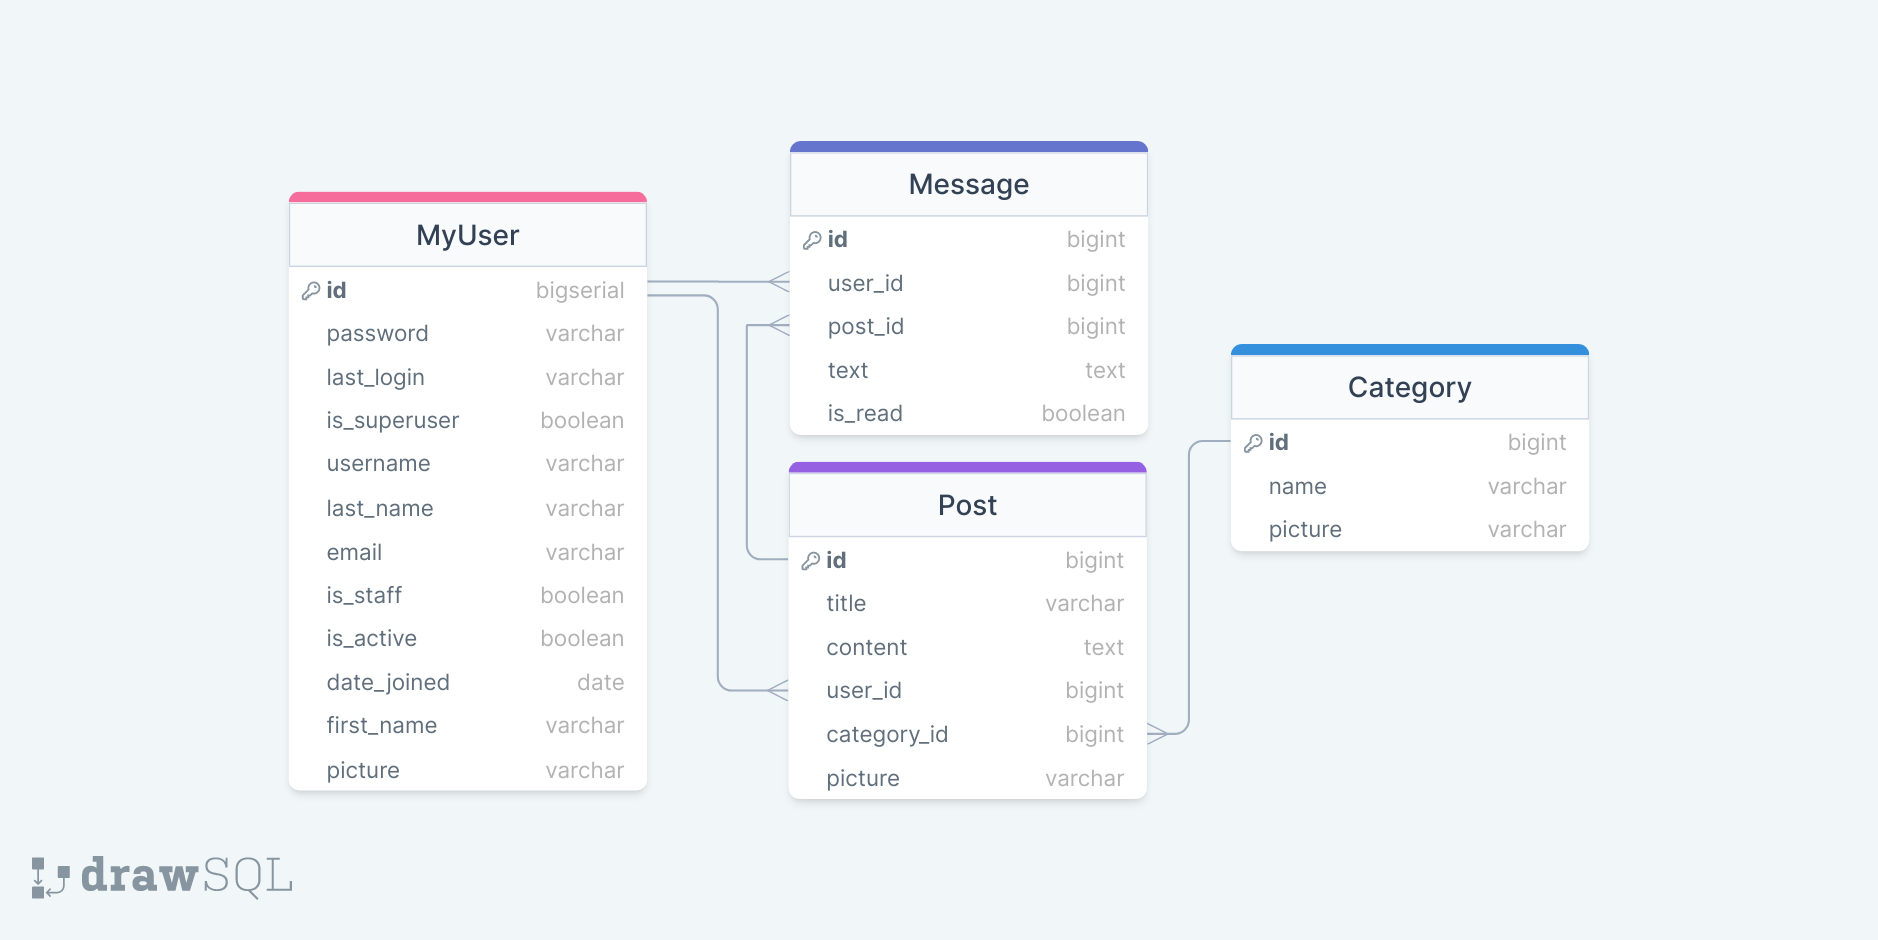 MyUser
id bigserial
password varchar
last_login varchar
is_superuser boolean
username varchar
last_name varchar
email varchar
is_staff boolean
is_active boolean
date_joined date
first_name varchar
picture varchar
Message
id bigint
user_id bigint
post_id bigint
text text
is_read boolean
Post
id bigint
title varchar
content text
user_id bigint
category_id bigint
picture varchar
Category
id bigint
name varchar
picture varchar
drawSQL